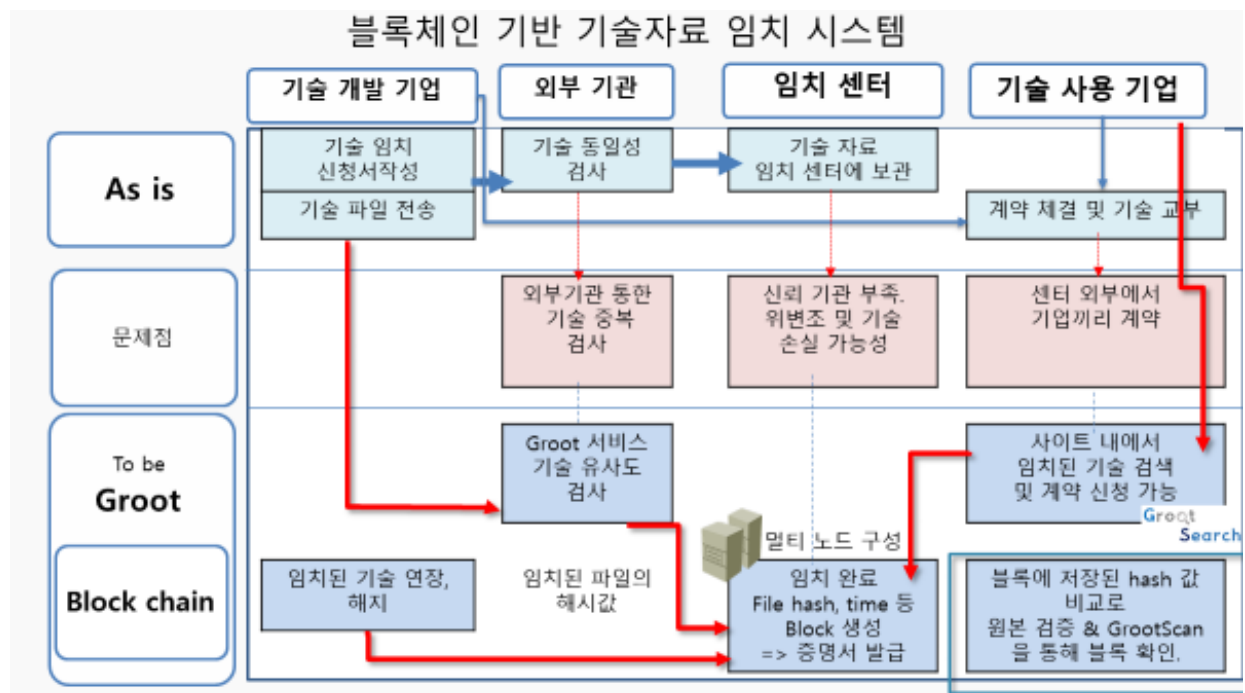 블록체인 기반 기술자료 임치 시스템
기술 개발 기업
외부 기관
임치 센터
기술 사용 기업
As is
기술 임치
신청서작성
기술 파일 전송
기술 동일성
검사
기술 자료
임치 센터에 보관
계약 체결 및 기술 교부
문제점
외부기관 통한
기술 중복
검사
신뢰 기관 부족.
위변조 및 기술
손실 가능성
센터 외부에서
기업끼리 계약
To be
Groot
Groot 서비스
기술 유사도
검사
사이트 내에서
임치된 기술 검색
및 계약 신청 가능
Groot
Search
멀티 노드 구성
Block chain
임치된 기술 연장,
해지
임치된 파일의
해시값
임치 완료
File hash, time 등
Block 생성
=> 증명서 발급
블록에 저장된 hash 값
비교로
원본 검증 & GrootScan
을 통해 블록 확인.